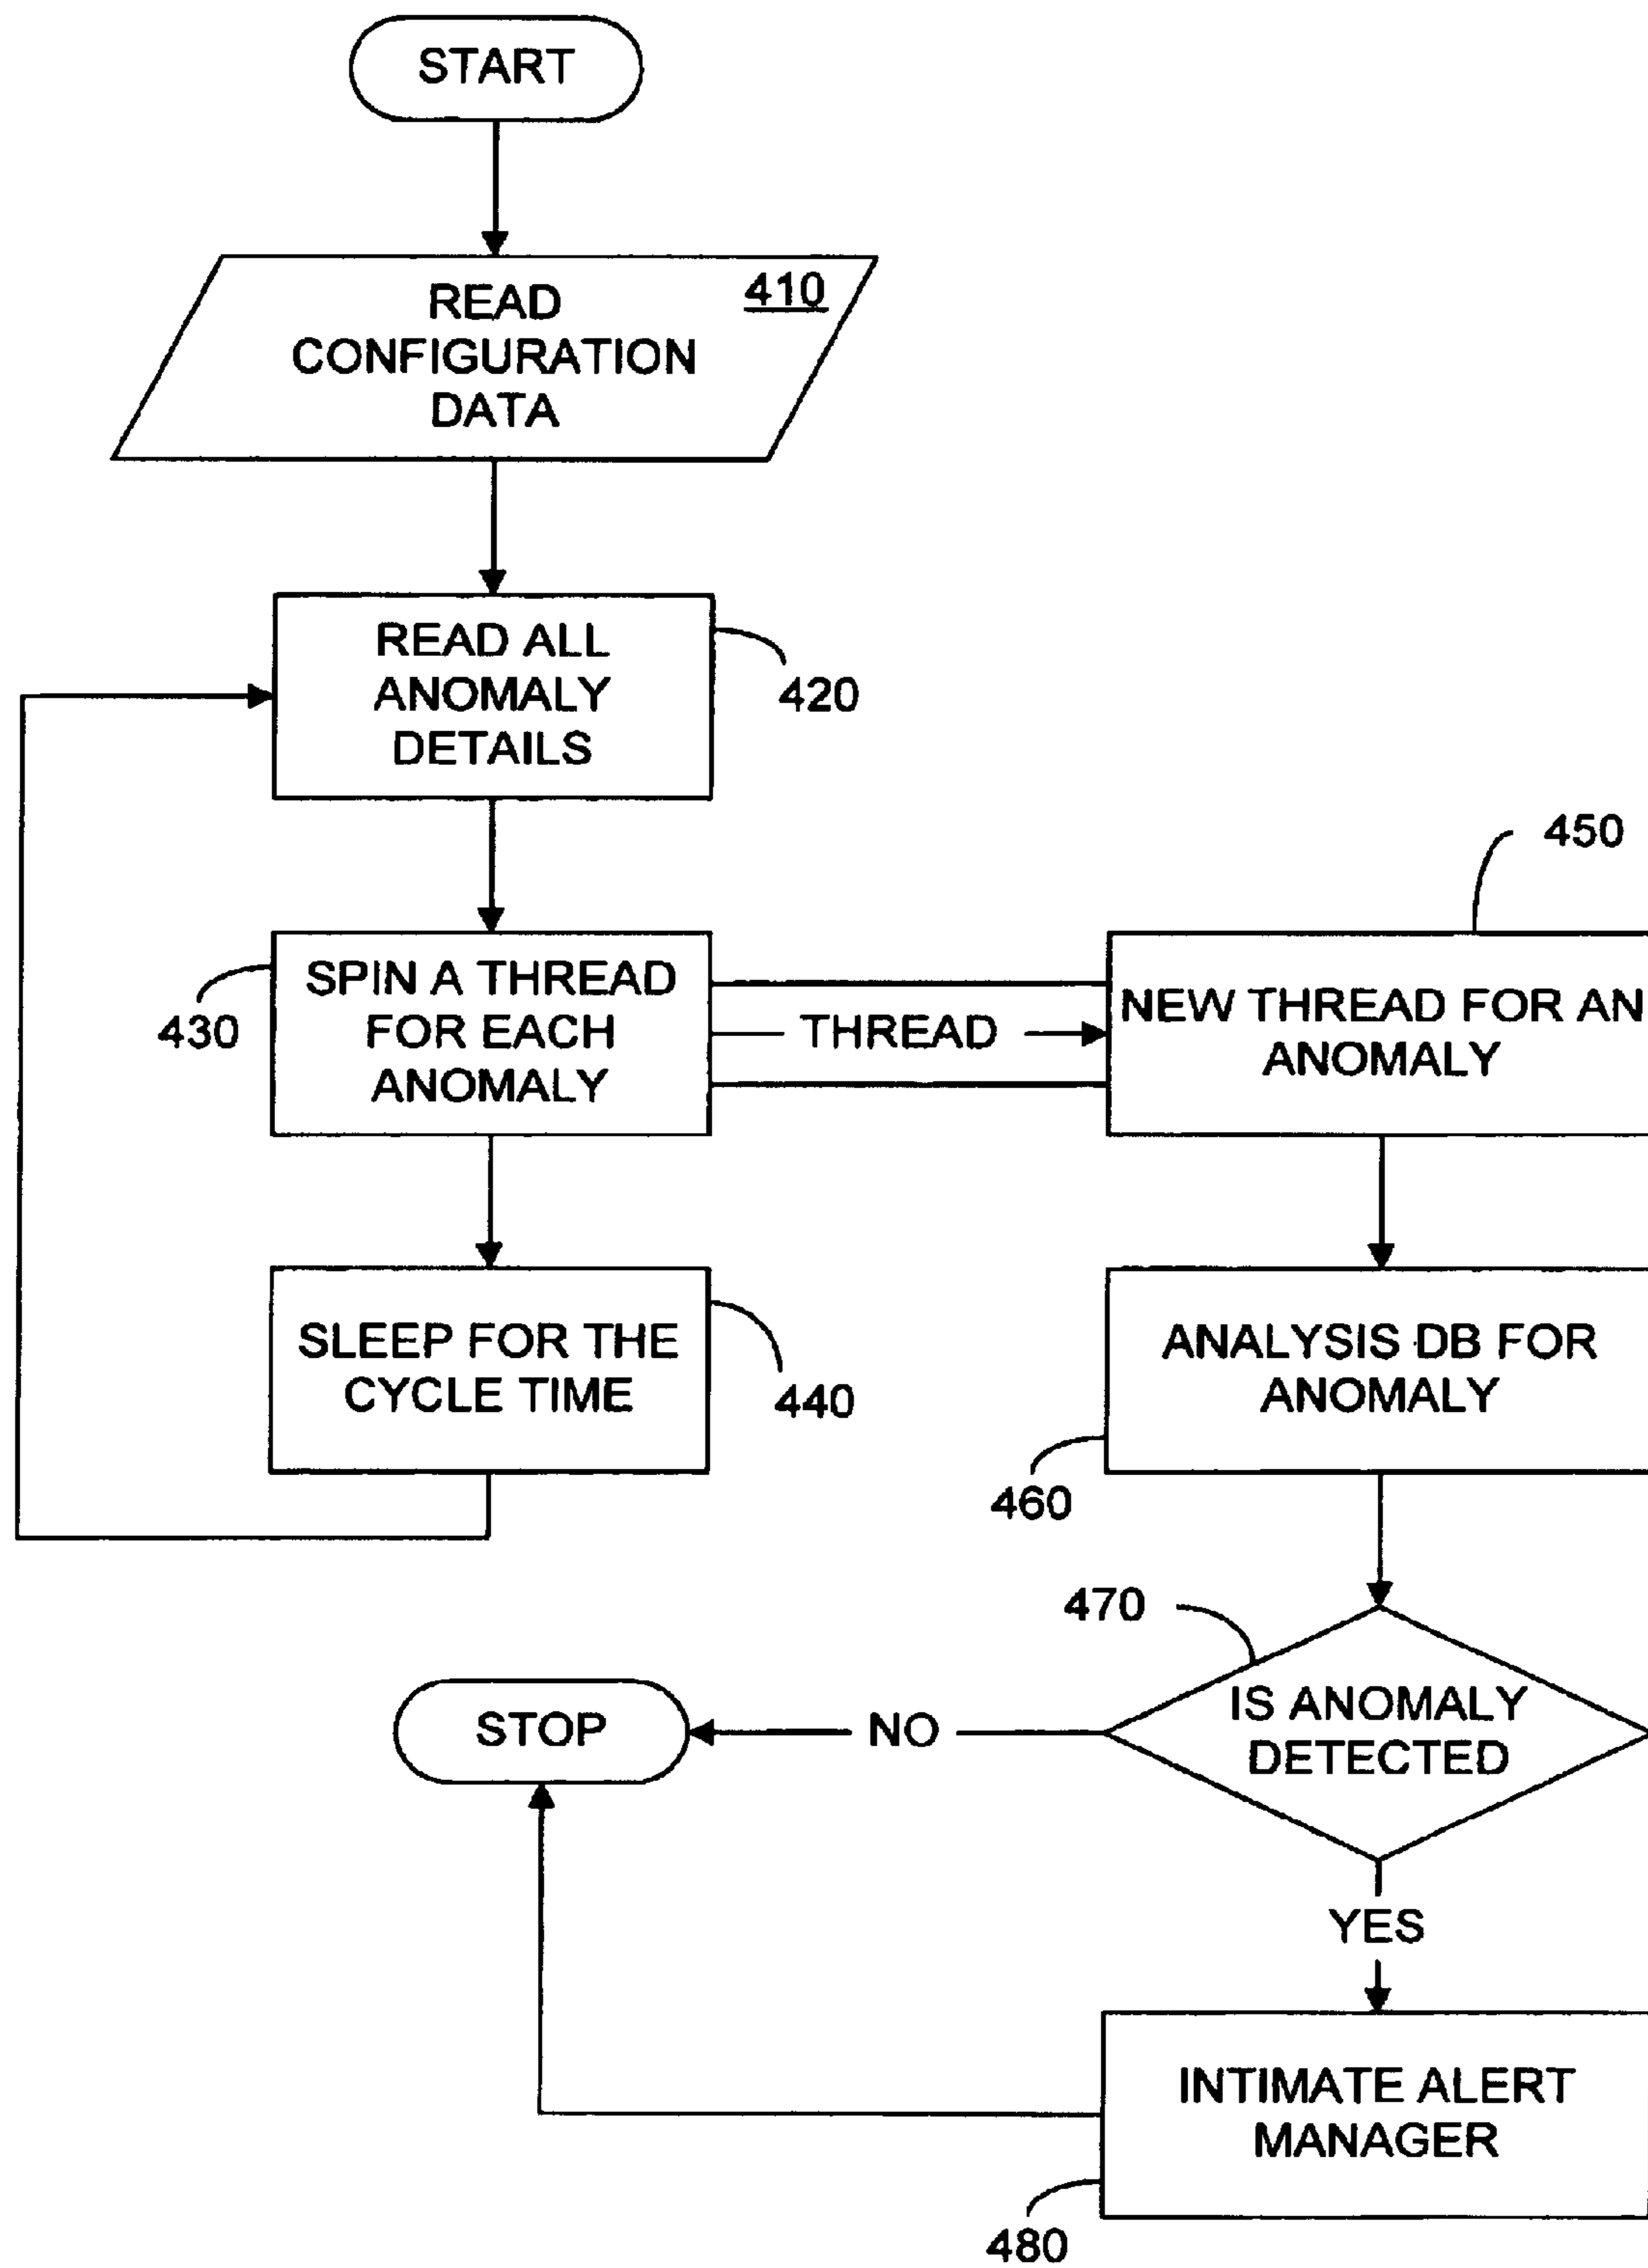 START
410
READ
CONFIGURATION
DATA
READ ALL
ANOMALY
DETAILS
420
450
SPIN A THREAD
FOR EACH
ANOMALY
430
THREAD
NEW THREAD FOR AN
ANOMALY
SLEEP FOR THE
CYCLE TIME
440
ANALYSIS DB FOR
ANOMALY
460
470
IS ANOMALY
DETECTED
NO
STOP
YES
INTIMATE ALERT
MANAGER
480